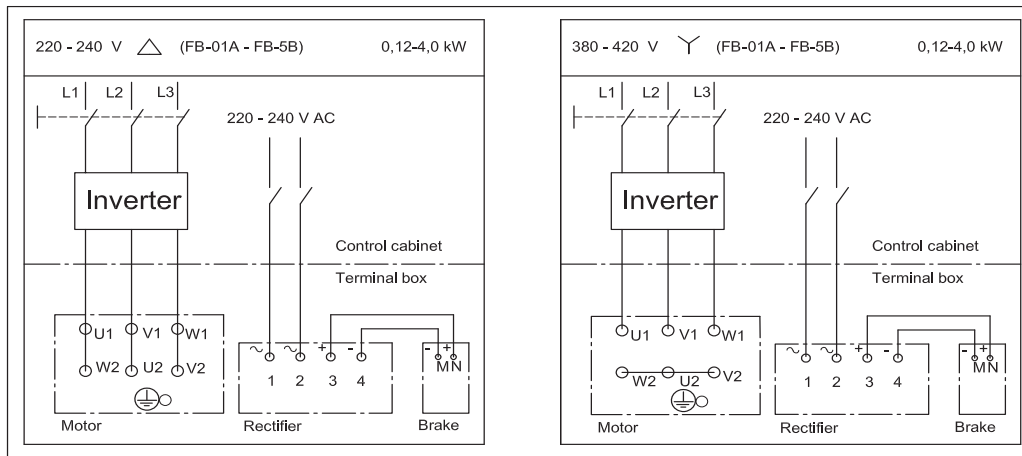 220 - 240 V (FB-01A - FB-5B) 0,12-4,0 kW
L1 L2 L3
220 - 240 V AC
Inverter
Control cabinet
Terminal box
U1 V1 W1
W2 U2 V2
~ ~ + -
1 2 3 4
- +
M N
Motor Rectifier Brake
380 - 420 V (FB-01A - FB-5B) 0,12-4,0 kW
L1 L2 L3
220 - 240 V AC
Inverter
Control cabinet
Terminal box
U1 V1 W1
W2 U2 V2
~ ~ + -
1 2 3 4
- +
M N
Motor Rectifier Brake